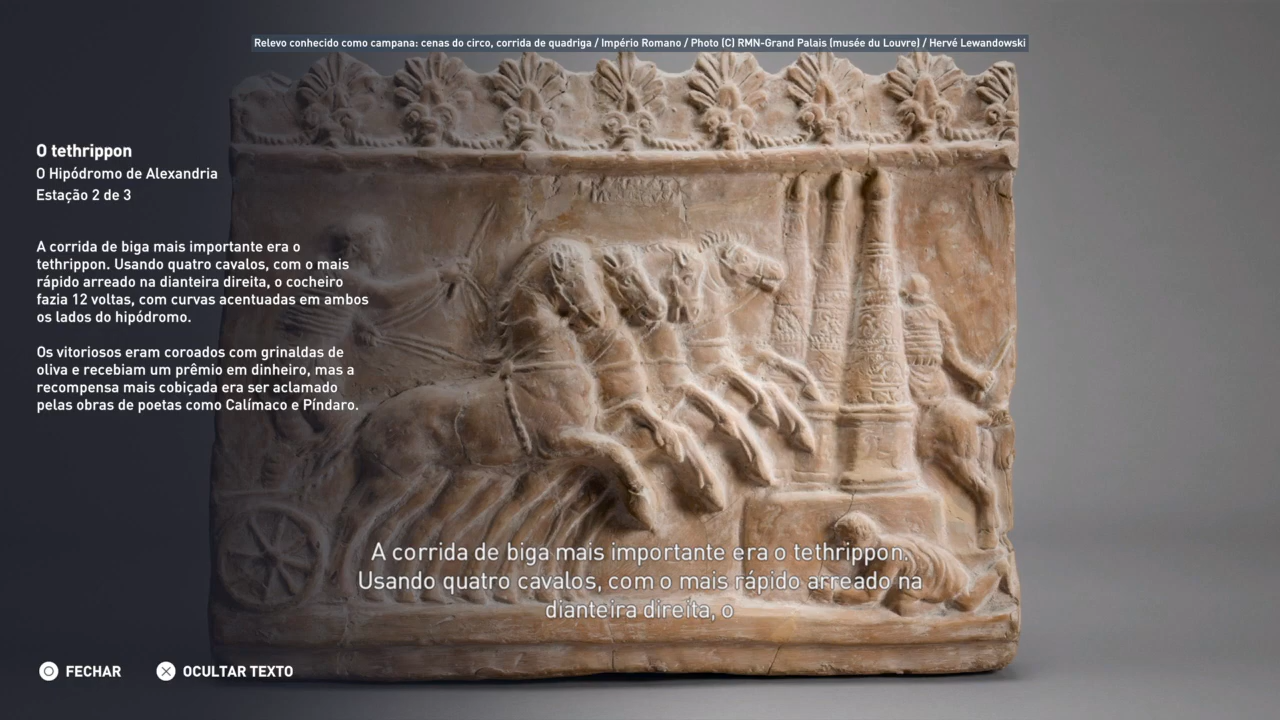 Relevo conhecido como campana: cenas do circo, corrida de quadriga / Império Romano / Photo (C) RMN-Grand Palais (musée du Louvre) / Hervé Lewandowski
O tethrippon
O Hipódromo de Alexandria
Estação 2 de 3
A corrida de biga mais importante era o
tethrippon. Usando quatro cavalos, com o mais
rápido arreado na dianteira direita, o cocheiro
fazia 12 voltas, com curvas acentuadas em ambos
os lados do hipódromo.
Os vitoriosos eram coroados com grinaldas de
oliva e recebiam um prêmio em dinheiro, mas a
recompensa mais cobiçada era ser aclamado
pelas obras de poetas como Calímaco e Píndaro.
A corrida de biga mais importante era o tethrippon.
Usando quatro cavalos, com o mais rápido arreado na
dianteira direita, o
FECHAR
OCULTAR TEXTO